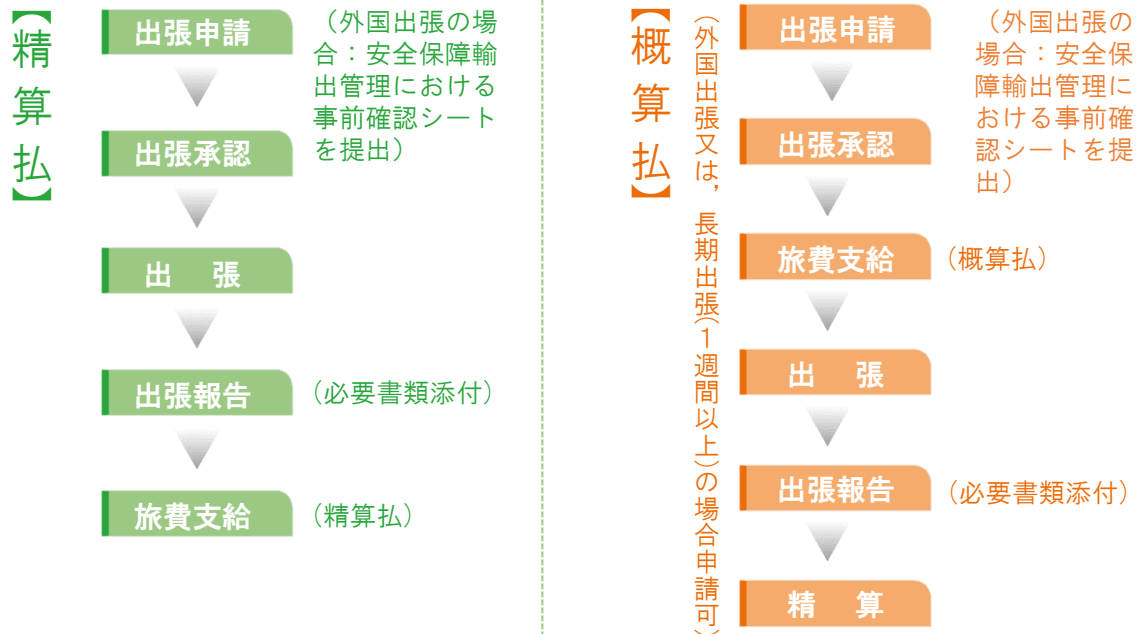 【精算払】
出張申請
（外国出張の場
合：安全保障輸
出管理における
事前確認シート
を提出）
出張承認
出　張
出張報告
（必要書類添付）
旅費支給
（精算払）
【概算払】
（外国出張又は，長期出張（１週間以上）の場合申請可）
出張申請
（外国出張の
場合：安全保
障輸出管理に
おける事前確
認シートを提
出）
出張承認
旅費支給
（概算払）
出　張
出張報告
（必要書類添付）
精　算